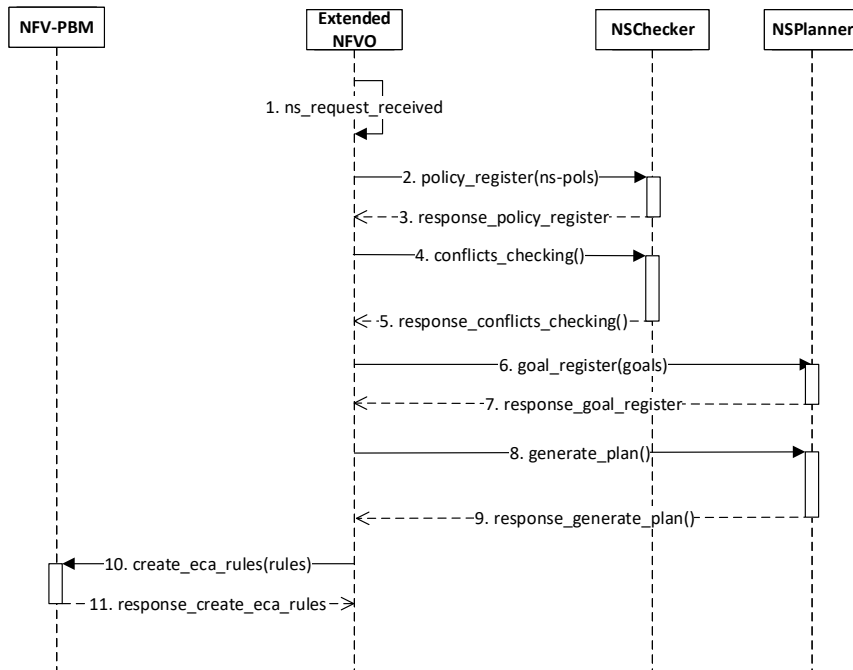 NFV-PBM
Extended
NFVO
NSChecker
NSPlanner
1. ns_request_received
2. policy_register(ns-pols)
3. response_policy_register
4. conflicts_checking()
5. response_conflicts_checking()
6. goal_register(goals)
7. response_goal_register
8. generate_plan()
9. response_generate_plan()
10. create_eca_rules(rules)
11. response_create_eca_rules